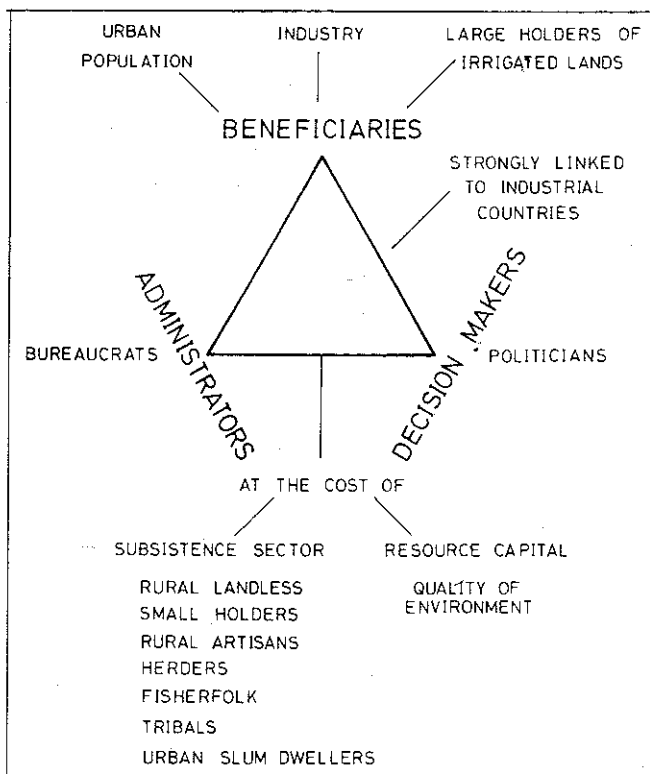 URBAN
POPULATION
INDUSTRY
LARGE HOLDERS OF
IRRIGATED LANDS
BENEFICIARIES
STRONGLY LINKED
TO INDUSTRIAL
COUNTRIES
ADMINISTRATORS
DECISION MAKERS
BUREAUCRATS
POLITICIANS
AT THE COST OF
SUBSISTENCE SECTOR
RURAL LANDLESS
SMALL HOLDERS
RURAL ARTISANS
HERDERS
FISHERFOLK
TRIBALS
URBAN SLUM DWELLERS
RESOURCE CAPITAL
QUALITY OF
ENVIRONMENT